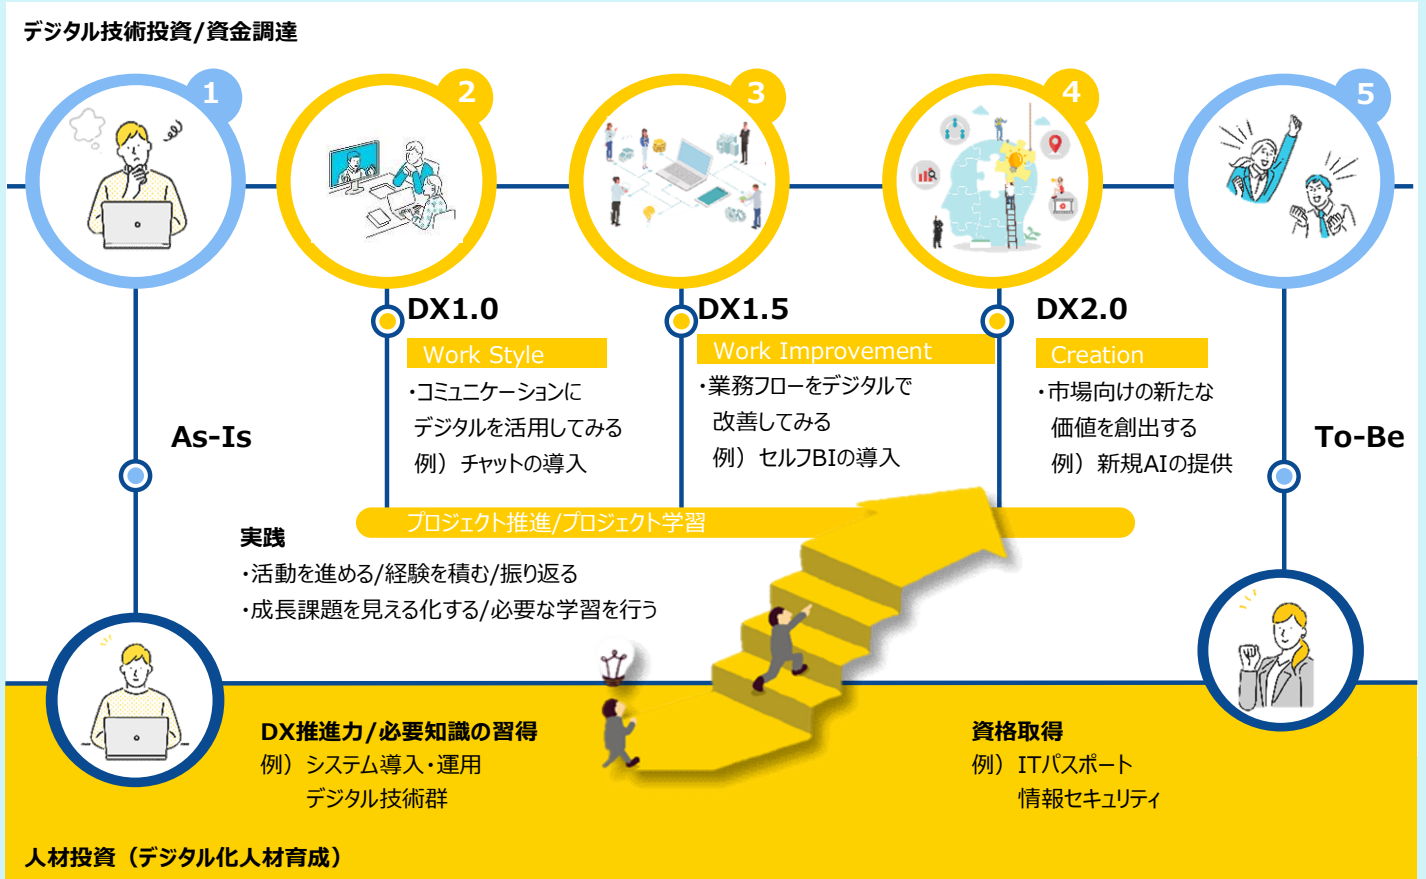 デジタル技術投資/資金調達
1
2
3
4
5
DX1.0
Work Style
・コミュニケーションに
デジタルを活用してみる
例）チャットの導入
DX1.5
Work Improvement
・業務フローをデジタルで
改善してみる
例）セルフBIの導入
DX2.0
Creation
・市場向けの新たな
価値を創出する
例）新規AIの提供
As-Is
To-Be
プロジェクト推進/プロジェクト学習
実践
・活動を進める/経験を積む/振り返る
・成長課題を見える化する/必要な学習を行う
DX推進力/必要知識の習得
例）システム導入・運用
デジタル技術群
資格取得
例）ITパスポート
情報セキュリティ
人材投資（デジタル化人材育成）